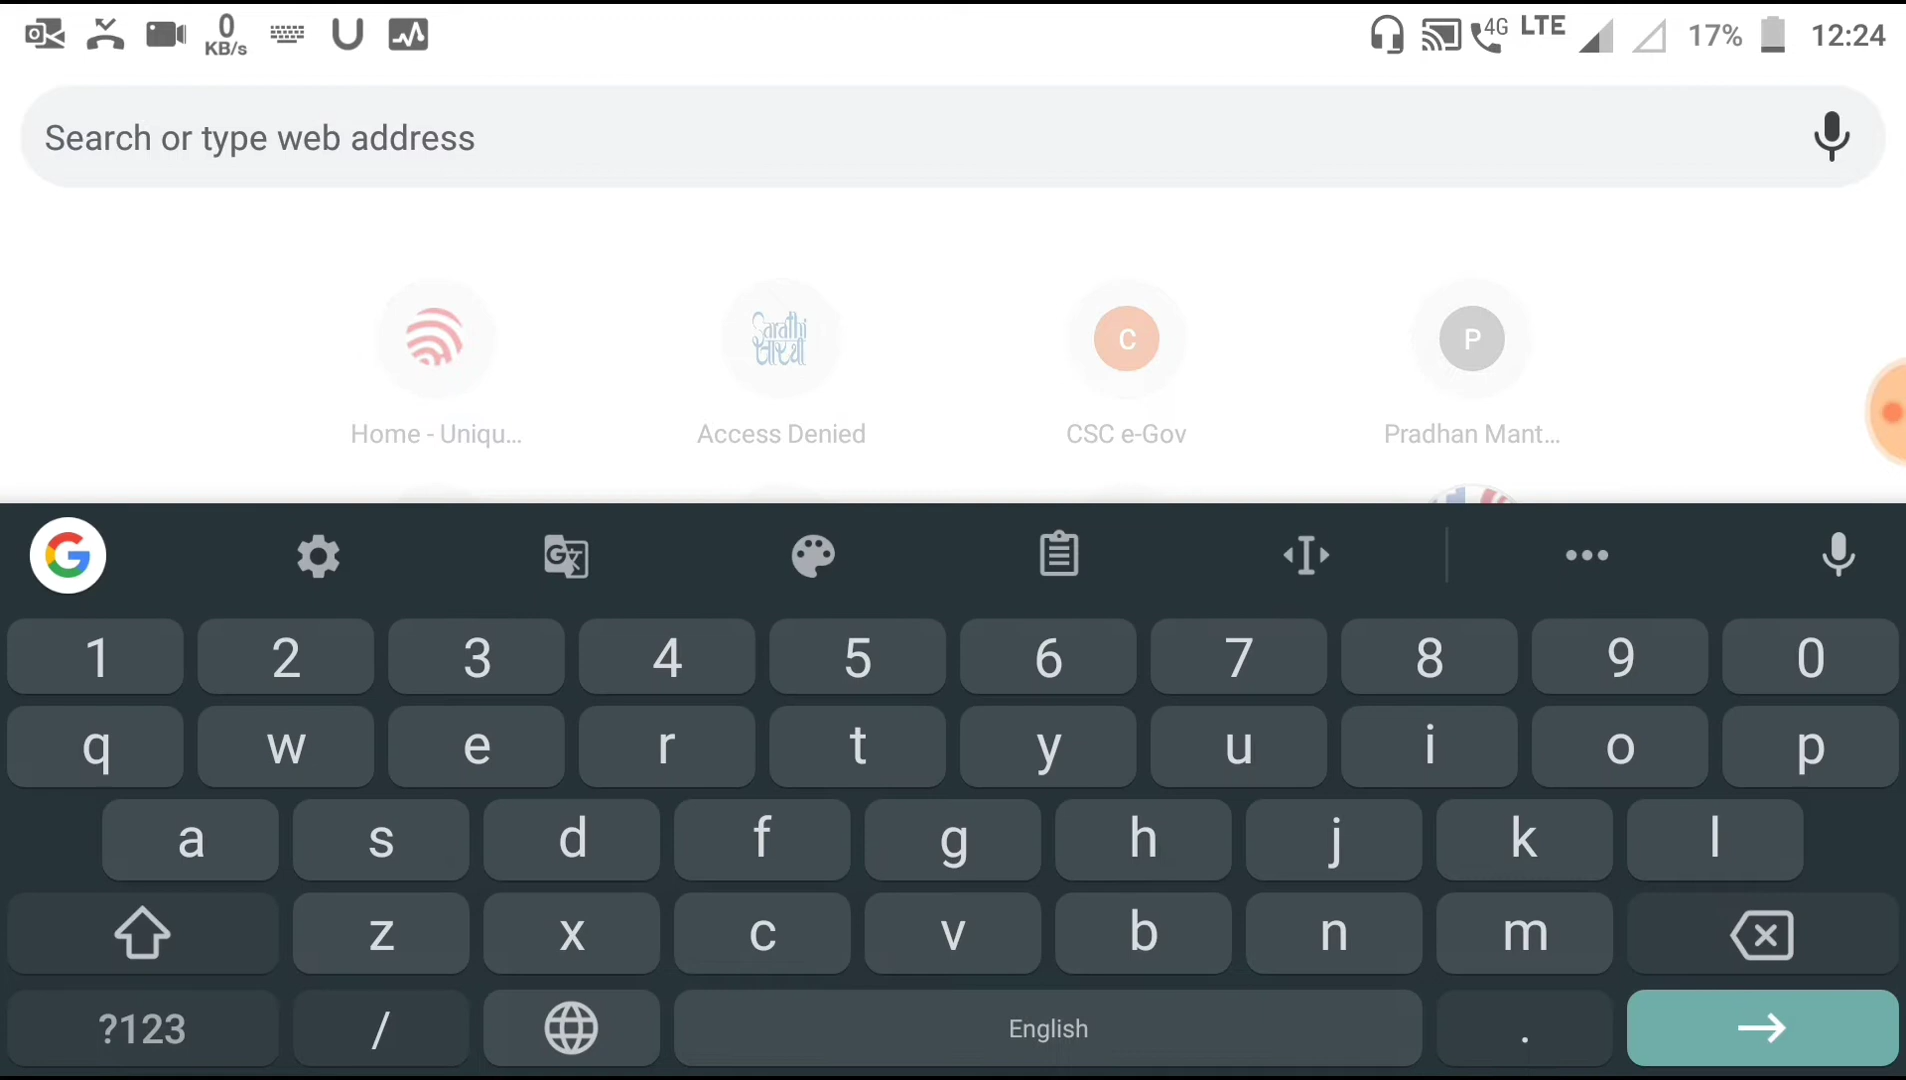 0
KB/s
4G
LTE
17%
12:24
Search or type web address
Sarathi
सारथी
C
P
Home - Uniqu...
Access Denied
CSC e-Gov
Pradhan Mant...
G
1 2 3 4 5 6 7 8 9 0
q w e r t y u i o p
a s d f g h j k l
z x c v b n m
?123 / English .